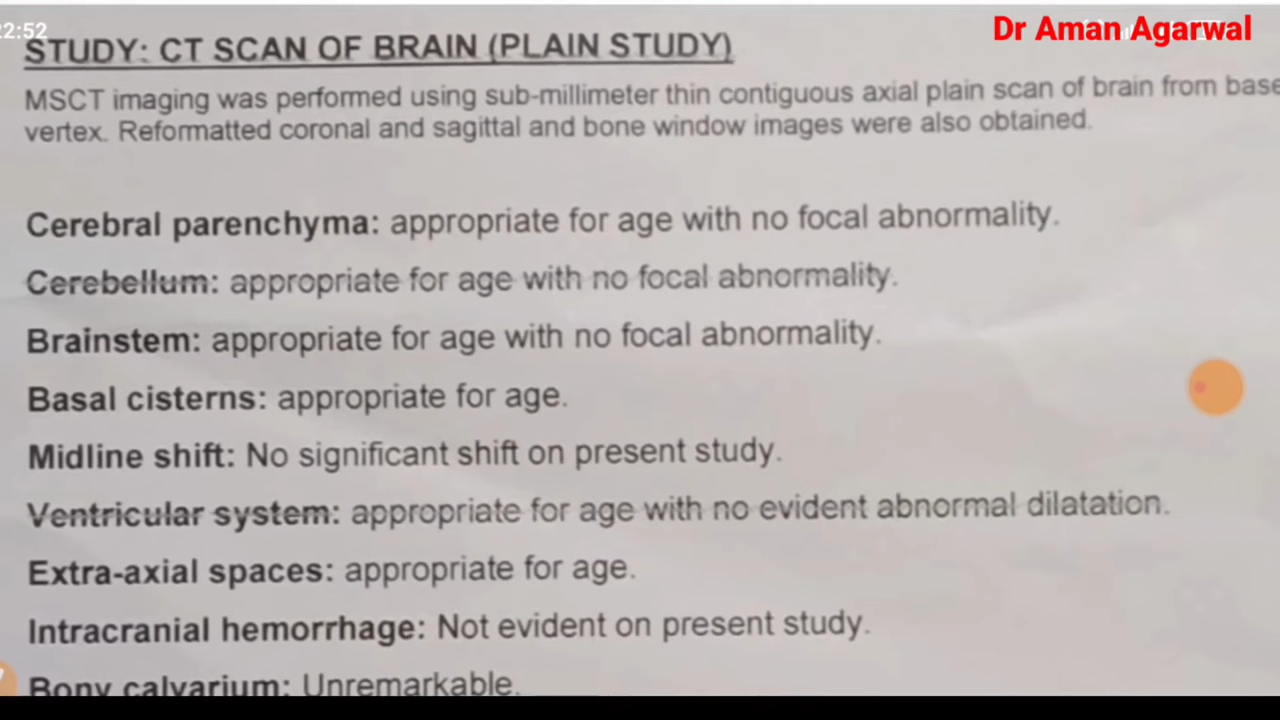 22:52
Dr Aman Agarwal
STUDY: CT SCAN OF BRAIN (PLAIN STUDY)
MSCT imaging was performed using sub-millimeter thin contiguous axial plain scan of brain from base
vertex. Reformatted coronal and sagittal and bone window images were also obtained.
Cerebral parenchyma: appropriate for age with no focal abnormality.
Cerebellum: appropriate for age with no focal abnormality.
Brainstem: appropriate for age with no focal abnormality.
Basal cisterns: appropriate for age.
Midline shift: No significant shift on present study.
Ventricular system: appropriate for age with no evident abnormal dilatation.
Extra-axial spaces: appropriate for age.
Intracranial hemorrhage: Not evident on present study.
Bony calvarium: Unremarkable.